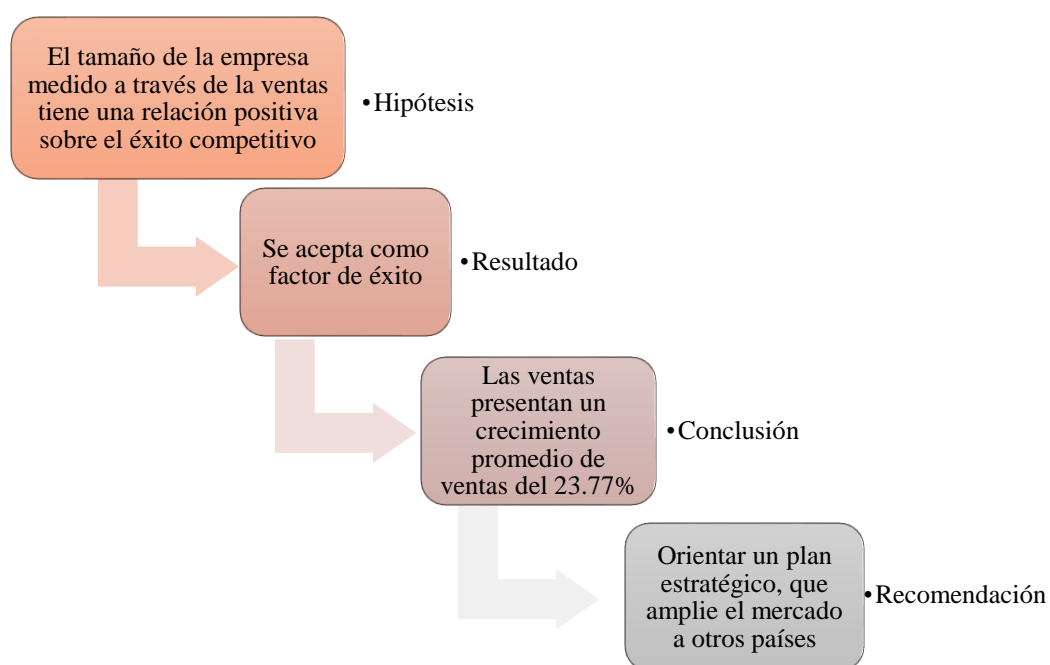 El tamaño de la empresa
medido a través de la ventas
tiene una relación positiva
sobre el éxito competitivo
•Hipótesis
Se acepta como
factor de éxito
•Resultado
Las ventas
presentan un
crecimiento
promedio de
ventas del 23.77%
•Conclusión
Orientar un plan
estratégico, que
amplie el mercado
a otros países
•Recomendación